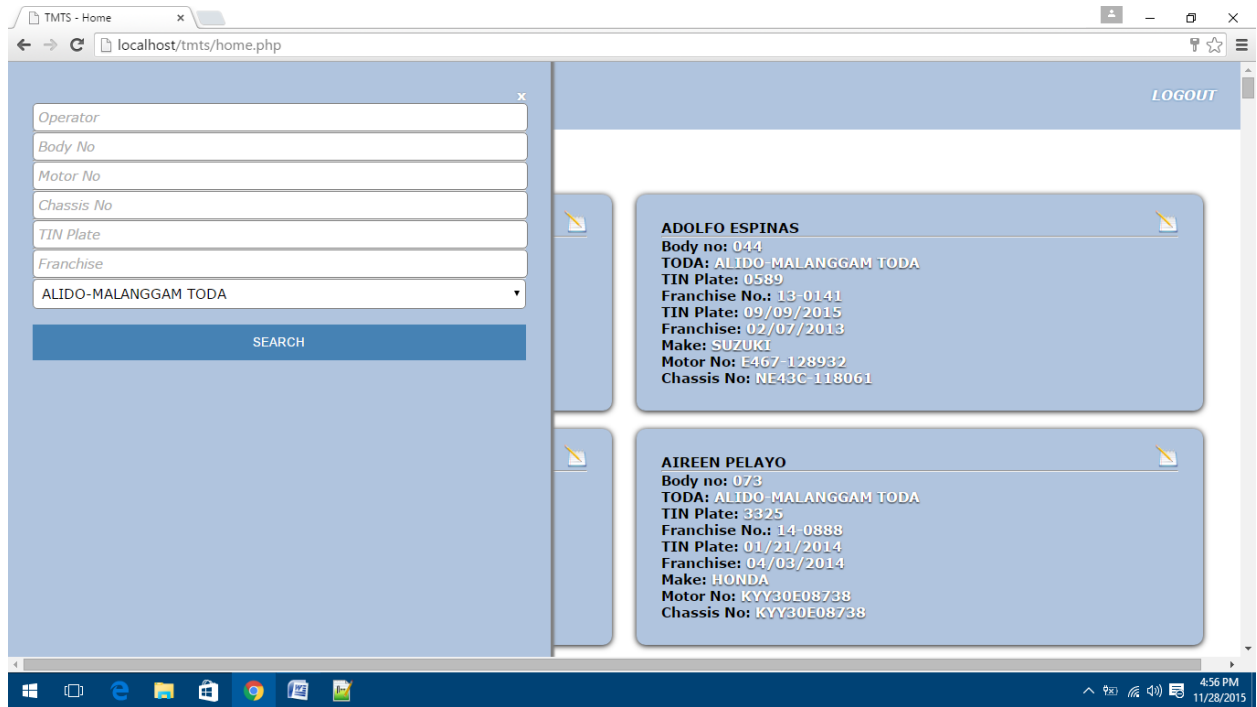 TMTS - Home
localhost/tmts/home.php
LOGOUT
x
Operator
Body No
Motor No
Chassis No
TIN Plate
Franchise
ALIDO-MALANGGAM TODA
SEARCH
ADOLFO ESPINAS
Body no: 044
TODA: ALIDO-MALANGGAM TODA
TIN Plate: 0589
Franchise No.: 13-0141
TIN Plate: 09/09/2015
Franchise: 02/07/2013
Make: SUZUKI
Motor No: E467-128932
Chassis No: NE43C-118061
AIREEN PELAYO
Body no: 073
TODA: ALIDO-MALANGGAM TODA
TIN Plate: 3325
Franchise No.: 14-0888
TIN Plate: 01/21/2014
Franchise: 04/03/2014
Make: HONDA
Motor No: KYY30E08738
Chassis No: KYY30E08738
4:56 PM
11/28/2015